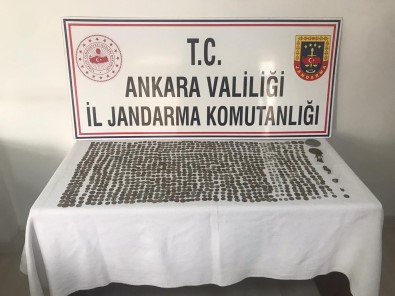 T.C.
ANKARA VALİLİĞİ
İL JANDARMA KOMUTANLIĞI